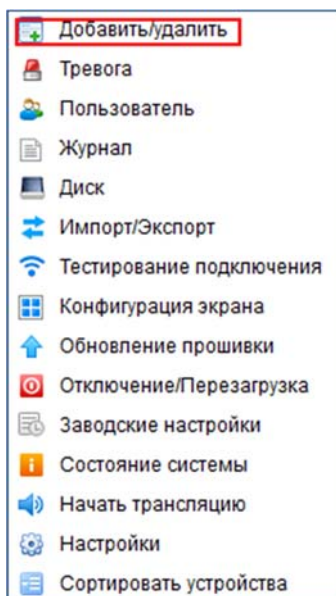 Добавить/удалить
Тревога
Пользователь
Журнал
Диск
Импорт/Экспорт
Тестирование подключения
Конфигурация экрана
Обновление прошивки
Отключение/Перезагрузка
Заводские настройки
Состояние системы
Начать трансляцию
Настройки
Сортировать устройства